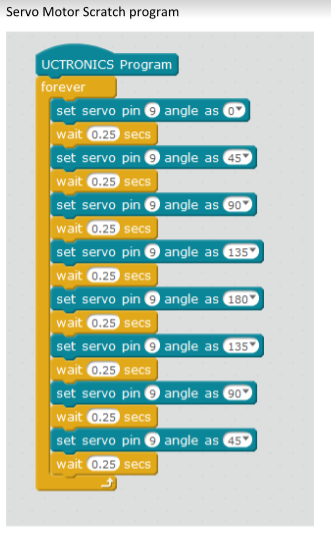 Servo Motor Scratch program
UCTRONICS Program
forever
set servo pin 9 angle as 0
wait 0.25 secs
set servo pin 9 angle as 45
wait 0.25 secs
set servo pin 9 angle as 90
wait 0.25 secs
set servo pin 9 angle as 135
wait 0.25 secs
set servo pin 9 angle as 180
wait 0.25 secs
set servo pin 9 angle as 135
wait 0.25 secs
set servo pin 9 angle as 90
wait 0.25 secs
set servo pin 9 angle as 45
wait 0.25 secs